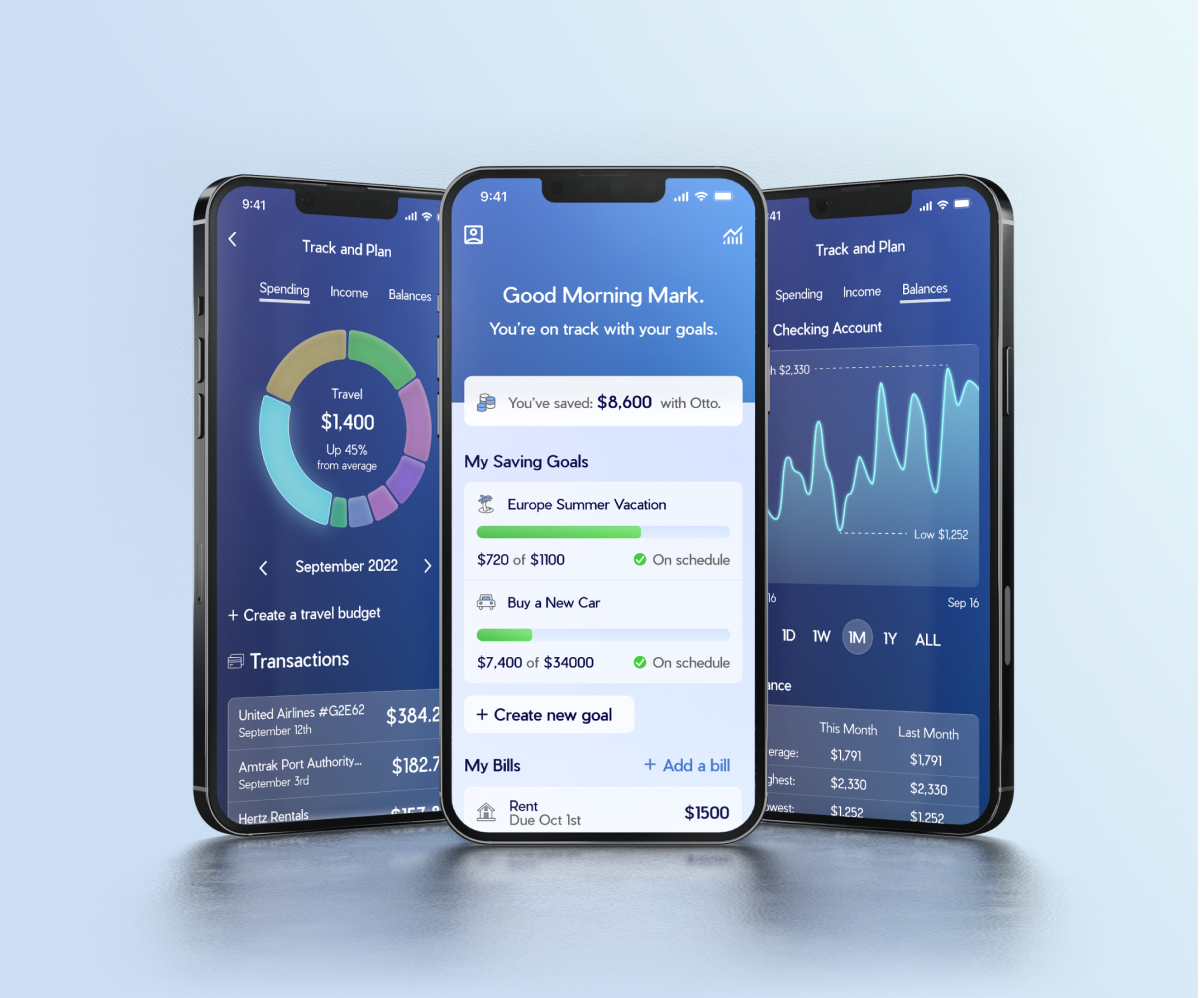 9:41
Track and Plan
Spending Income Balances
Travel
$1,400
Up 45%
from average
September 2022
+ Create a travel budget
Transactions
United Airlines #G2E62
September 12th
$384.2
Amtrak Port Authority...
September 3rd
$182.7
Hertz Rentals
9:41
Good Morning Mark.
You're on track with your goals.
You've saved: $8,600 with Otto.
My Saving Goals
Europe Summer Vacation
$720 of $1100 On schedule
Buy a New Car
$7,400 of $34000 On schedule
+ Create new goal
My Bills + Add a bill
Rent
Due Oct 1st
$1500
:41
Track and Plan
Spending Income Balances
Checking Account
h $2,330
Low $1,252
16 Sep 16
1D 1W 1M 1Y ALL
ance
This Month Last Month
erage: $1,791 $1,791
ghest: $2,330 $2,330
owest: $1,252 $1,252